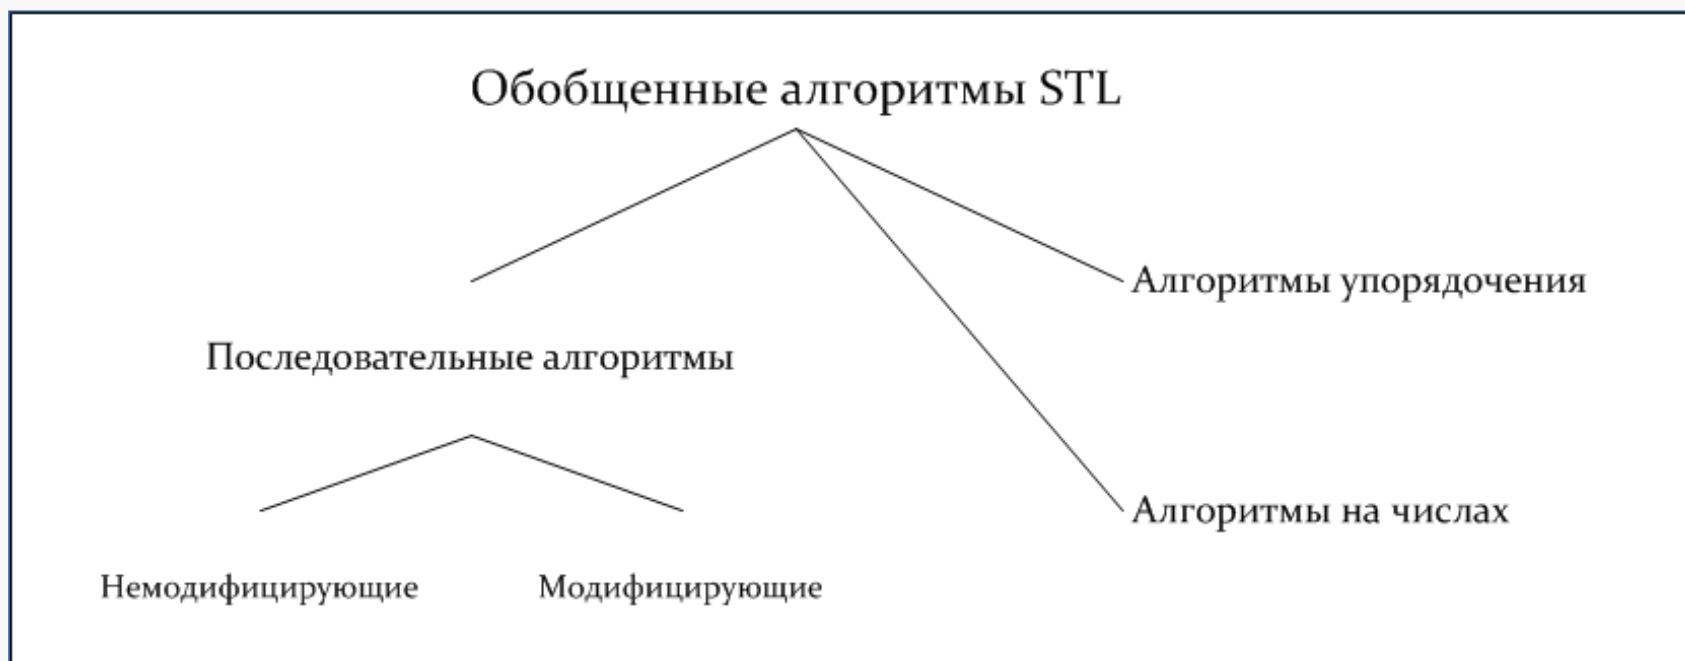 Обобщенные алгоритмы STL
Алгоритмы упорядочения
Последовательные алгоритмы
Алгоритмы на числах
Немодифицирующие
Модифицирующие